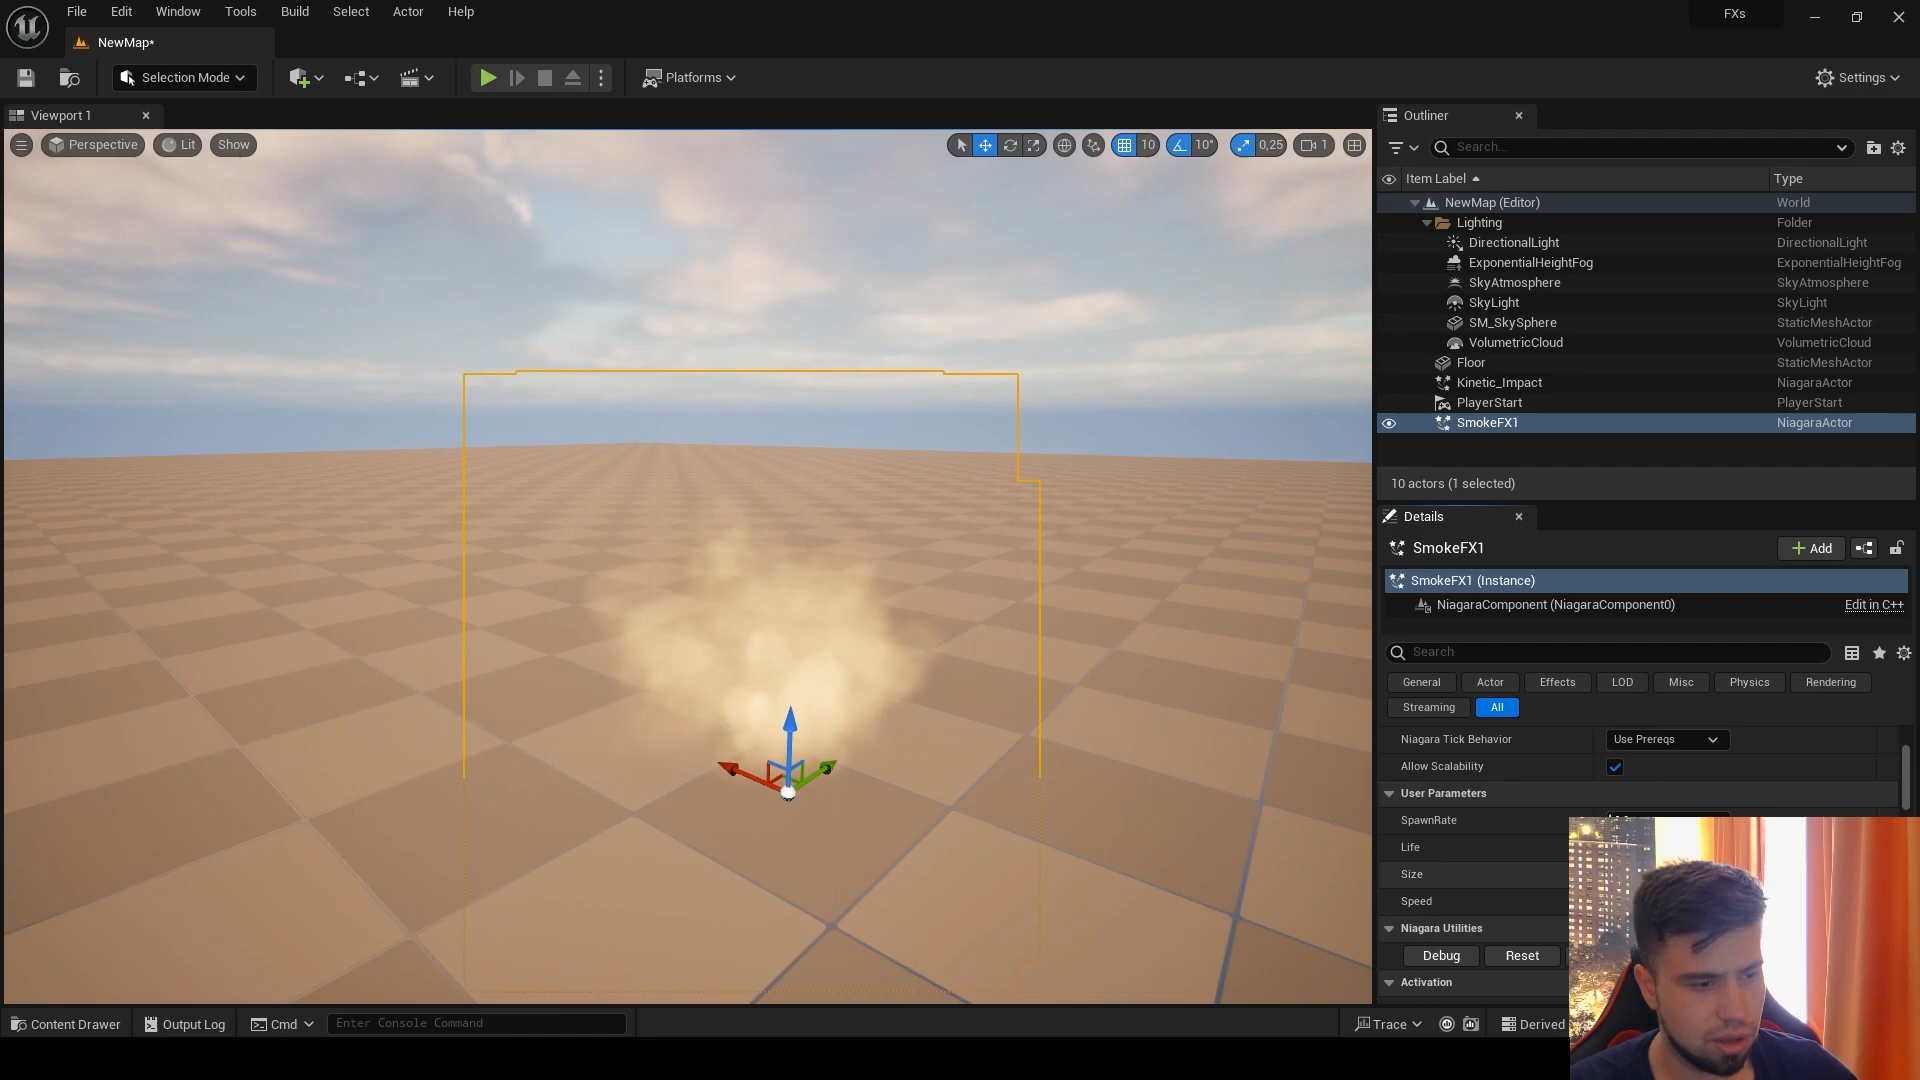 File Edit Window Tools Build Select Actor Help
FXs
NewMap*
Selection Mode
Platforms
Settings
Viewport 1
Outliner
Perspective
Lit
Show
10
10°
0,25
1
Search...
Item Label Type
NewMap (Editor) World
Lighting Folder
DirectionalLight DirectionalLight
ExponentialHeightFog ExponentialHeightFog
SkyAtmosphere SkyAtmosphere
SkyLight SkyLight
SM_SkySphere StaticMeshActor
VolumetricCloud VolumetricCloud
Floor StaticMeshActor
Kinetic_Impact NiagaraActor
PlayerStart PlayerStart
SmokeFX1 NiagaraActor
10 actors (1 selected)
Details
SmokeFX1
Add
SmokeFX1 (Instance)
NiagaraComponent (NiagaraComponent0) Edit in C++
Search
General Actor Effects LOD Misc Physics Rendering
Streaming All
Niagara Tick Behavior Use Prereqs
Allow Scalability
User Parameters
SpawnRate
Life
Size
Speed
Niagara Utilities
Debug Reset
Activation
Content Drawer Output Log Cmd Enter Console Command Trace Derived